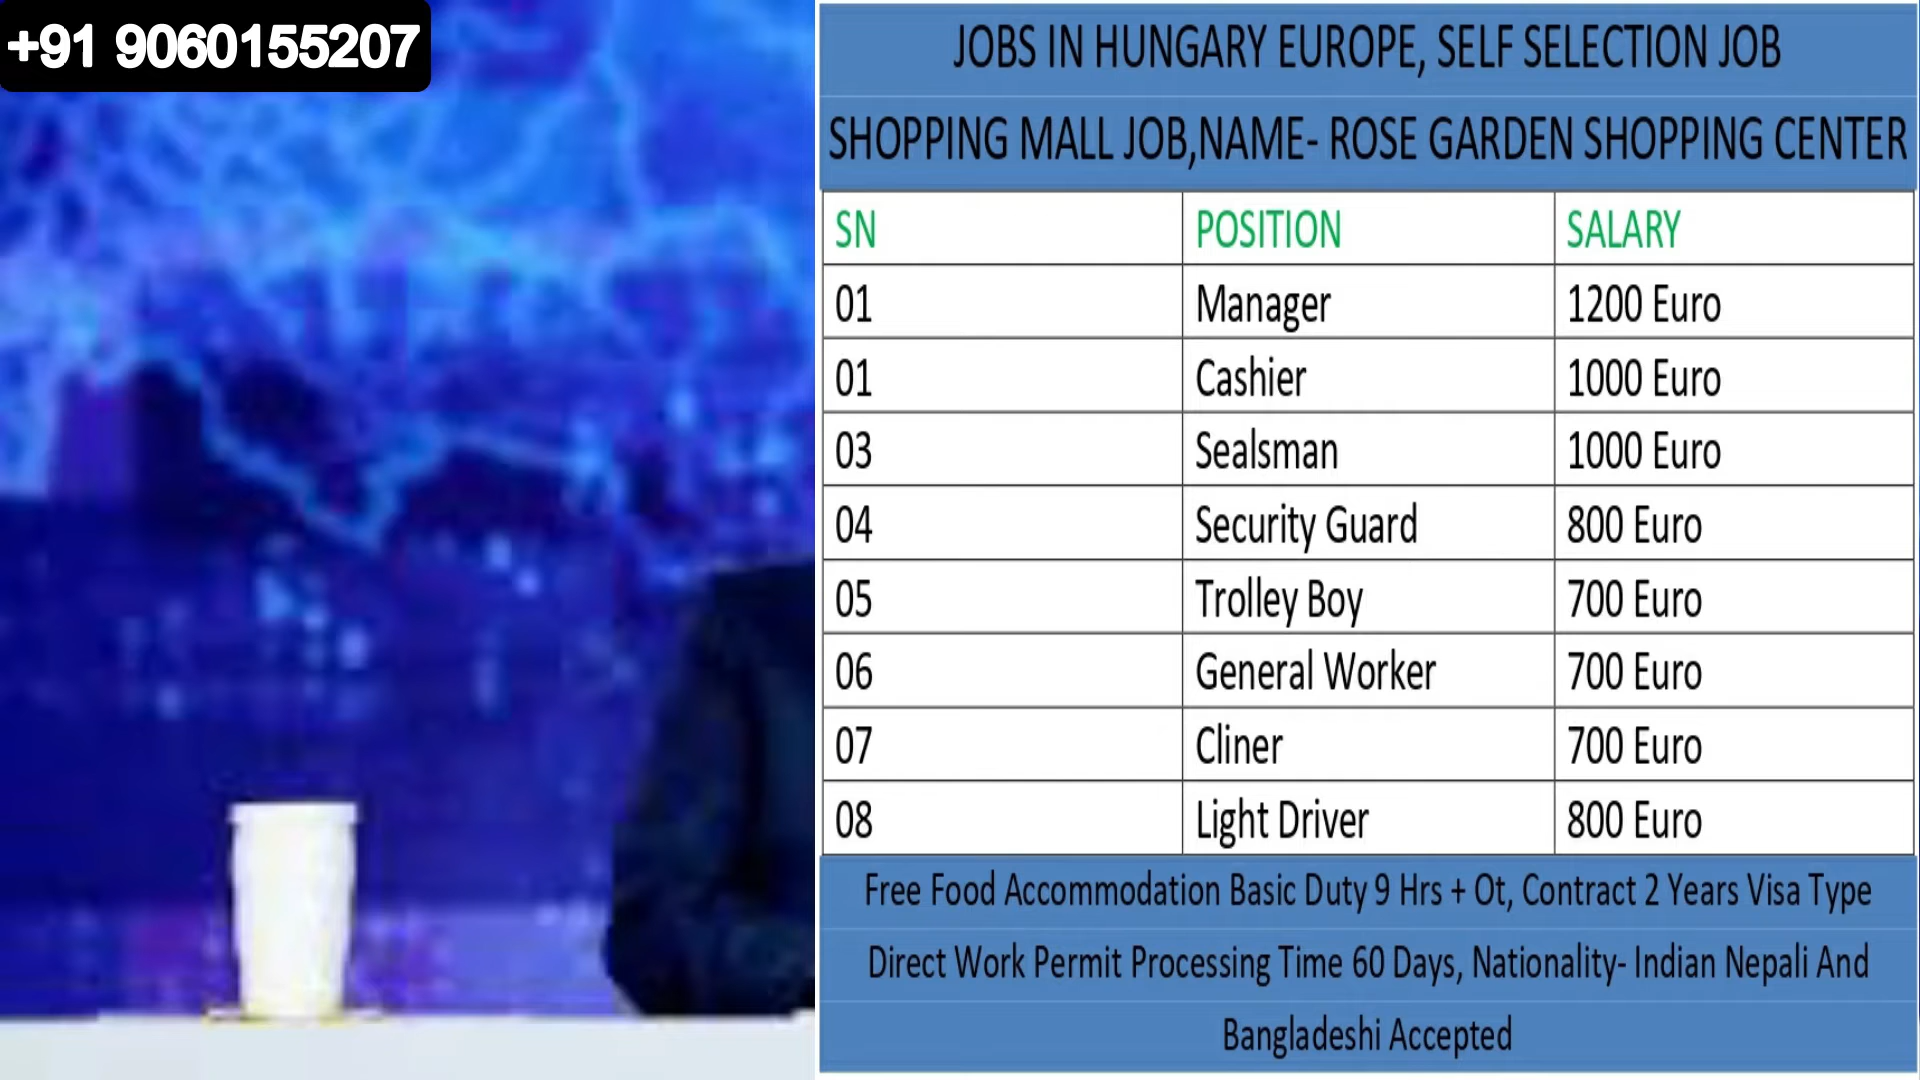 +91 9060155207
JOBS IN HUNGARY EUROPE, SELF SELECTION JOB
SHOPPING MALL JOB,NAME- ROSE GARDEN SHOPPING CENTER
SN POSITION SALARY
01 Manager 1200 Euro
01 Cashier 1000 Euro
03 Sealsman 1000 Euro
04 Security Guard 800 Euro
05 Trolley Boy 700 Euro
06 General Worker 700 Euro
07 Cliner 700 Euro
08 Light Driver 800 Euro
Free Food Accommodation Basic Duty 9 Hrs + Ot, Contract 2 Years Visa Type
Direct Work Permit Processing Time 60 Days, Nationality- Indian Nepali And
Bangladeshi Accepted